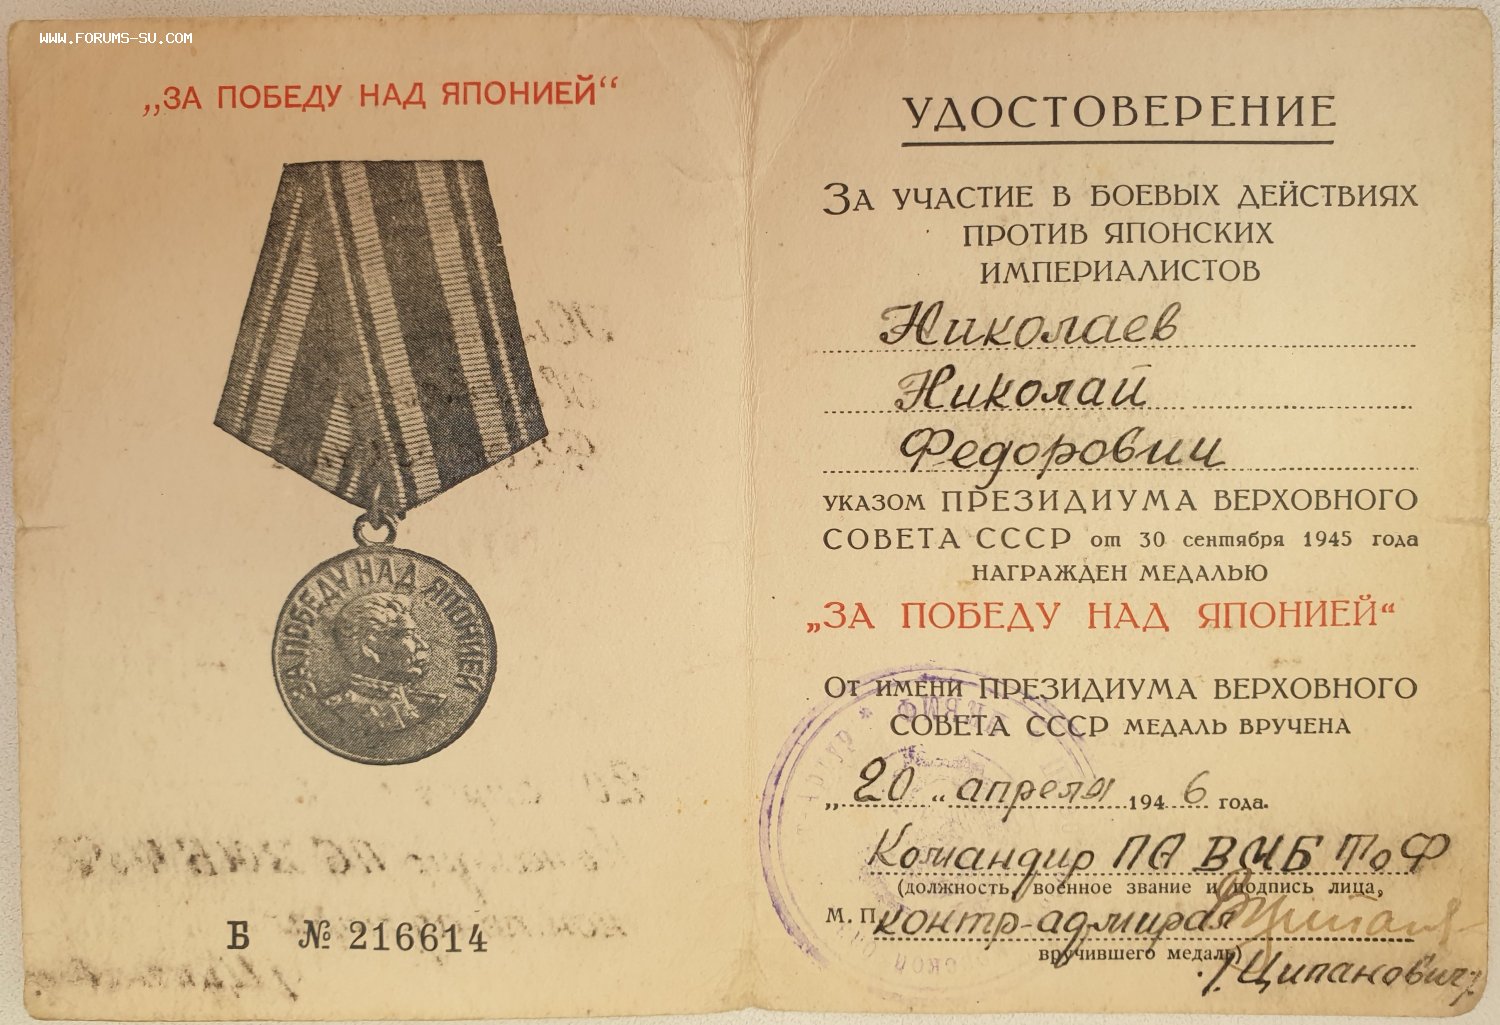 WWW.FORUMS-SU.COM
„ЗА ПОБЕДУ НАД ЯПОНИЕЙ“
ЗА ПОБЕДУ НАД ЯПОНИЕЙ
Б № 216614
УДОСТОВЕРЕНИЕ
ЗА УЧАСТИЕ В БОЕВЫХ ДЕЙСТВИЯХ
ПРОТИВ ЯПОНСКИХ
ИМПЕРИАЛИСТОВ
Николаев
Николай
Федорович
УКАЗОМ ПРЕЗИДИУМА ВЕРХОВНОГО
СОВЕТА СССР от 30 сентября 1945 года
НАГРАЖДЕН МЕДАЛЬЮ
„ЗА ПОБЕДУ НАД ЯПОНИЕЙ“
ОТ ИМЕНИ ПРЕЗИДИУМА ВЕРХОВНОГО
СОВЕТА СССР МЕДАЛЬ ВРУЧЕНА
„20“ апреля 1946 года.
Командир ПА ВМБ ТоФ
(должность, военное звание и подпись лица,
М. П. контр-адмирал
вручившего медаль)
/Ципанович/